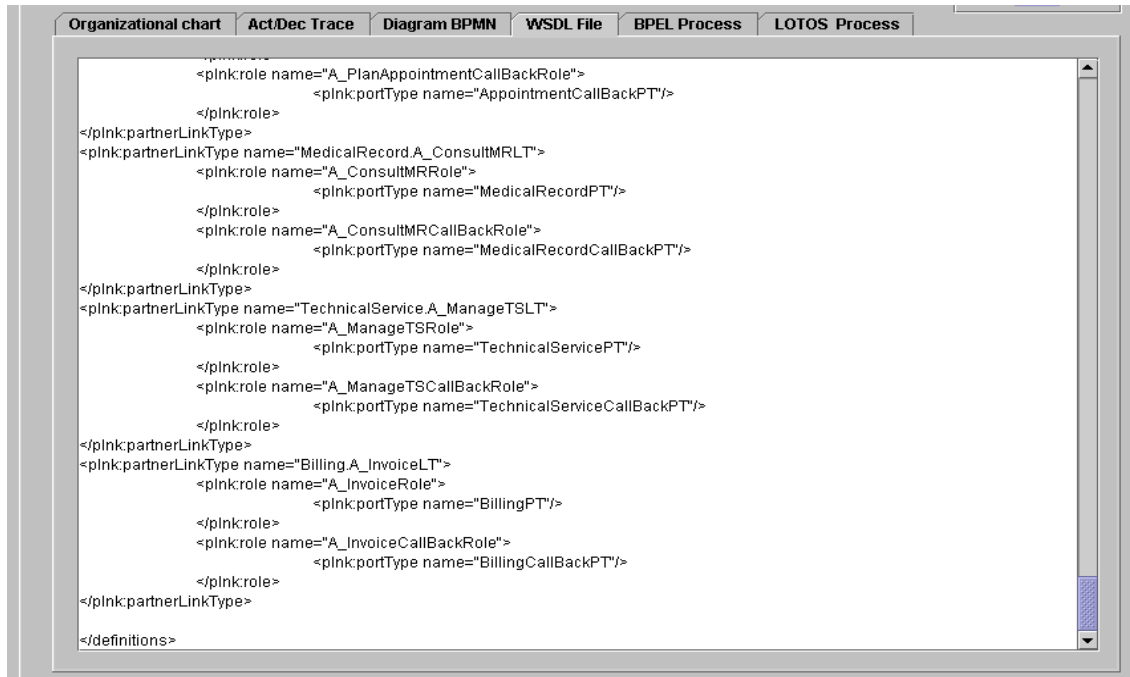 Organizational chart Act/Dec Trace Diagram BPMN WSDL File BPEL Process LOTOS Process
<plnk:role name="A_PlanAppointmentCallBackRole">
<plnk:portType name="AppointmentCallBackPT"/>
</plnk:role>
</plnk:partnerLinkType>
<plnk:partnerLinkType name="MedicalRecord.A_ConsultMRLT">
<plnk:role name="A_ConsultMRRole">
<plnk:portType name="MedicalRecordPT"/>
</plnk:role>
<plnk:role name="A_ConsultMRCallBackRole">
<plnk:portType name="MedicalRecordCallBackPT"/>
</plnk:role>
</plnk:partnerLinkType>
<plnk:partnerLinkType name="TechnicalService.A_ManageTSLT">
<plnk:role name="A_ManageTSRole">
<plnk:portType name="TechnicalServicePT"/>
</plnk:role>
<plnk:role name="A_ManageTSCallBackRole">
<plnk:portType name="TechnicalServiceCallBackPT"/>
</plnk:role>
</plnk:partnerLinkType>
<plnk:partnerLinkType name="Billing.A_InvoiceLT">
<plnk:role name="A_InvoiceRole">
<plnk:portType name="BillingPT"/>
</plnk:role>
<plnk:role name="A_InvoiceCallBackRole">
<plnk:portType name="BillingCallBackPT"/>
</plnk:role>
</plnk:partnerLinkType>
</definitions>